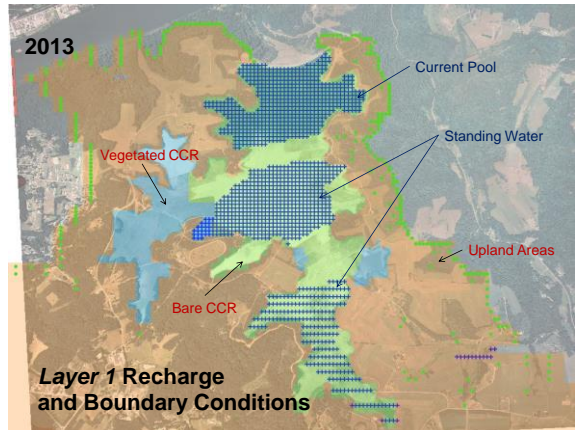 2013
Current Pool
Standing Water
Vegetated CCR
Upland Areas
Bare CCR
Layer 1 Recharge
and Boundary Conditions